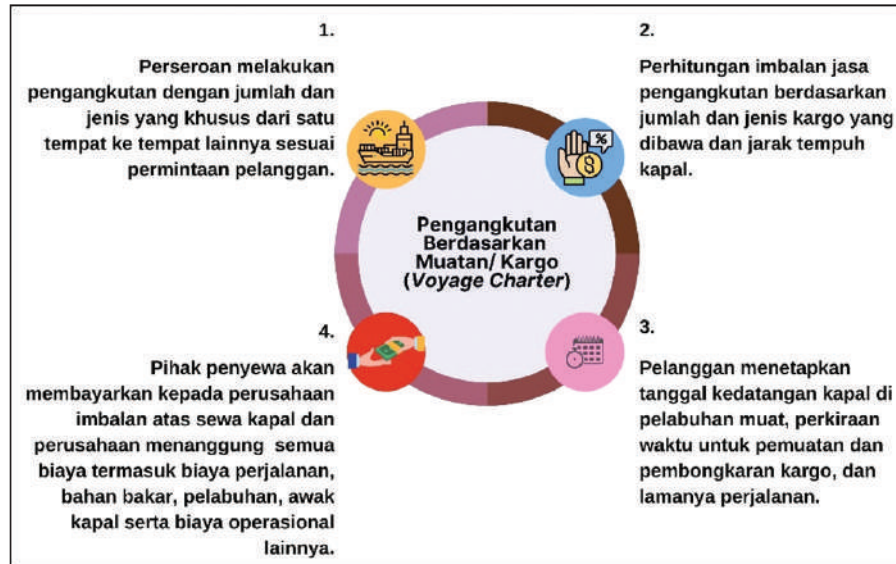 1.
Perseroan melakukan
pengangkutan dengan jumlah dan
jenis yang khusus dari satu
tempat ke tempat lainnya sesuai
permintaan pelanggan.
2.
Perhitungan imbalan jasa
pengangkutan berdasarkan
jumlah dan jenis kargo yang
dibawa dan jarak tempuh
kapal.
%
$
Pengangkutan
Berdasarkan
Muatan/ Kargo
(Voyage Charter)
3.
Pelanggan menetapkan
tanggal kedatangan kapal di
pelabuhan muat, perkiraan
waktu untuk pemuatan dan
pembongkaran kargo, dan
lamanya perjalanan.
4.
Pihak penyewa akan
membayarkan kepada perusahaan
imbalan atas sewa kapal dan
perusahaan menanggung semua
biaya termasuk biaya perjalanan,
bahan bakar, pelabuhan, awak
kapal serta biaya operasional
lainnya.